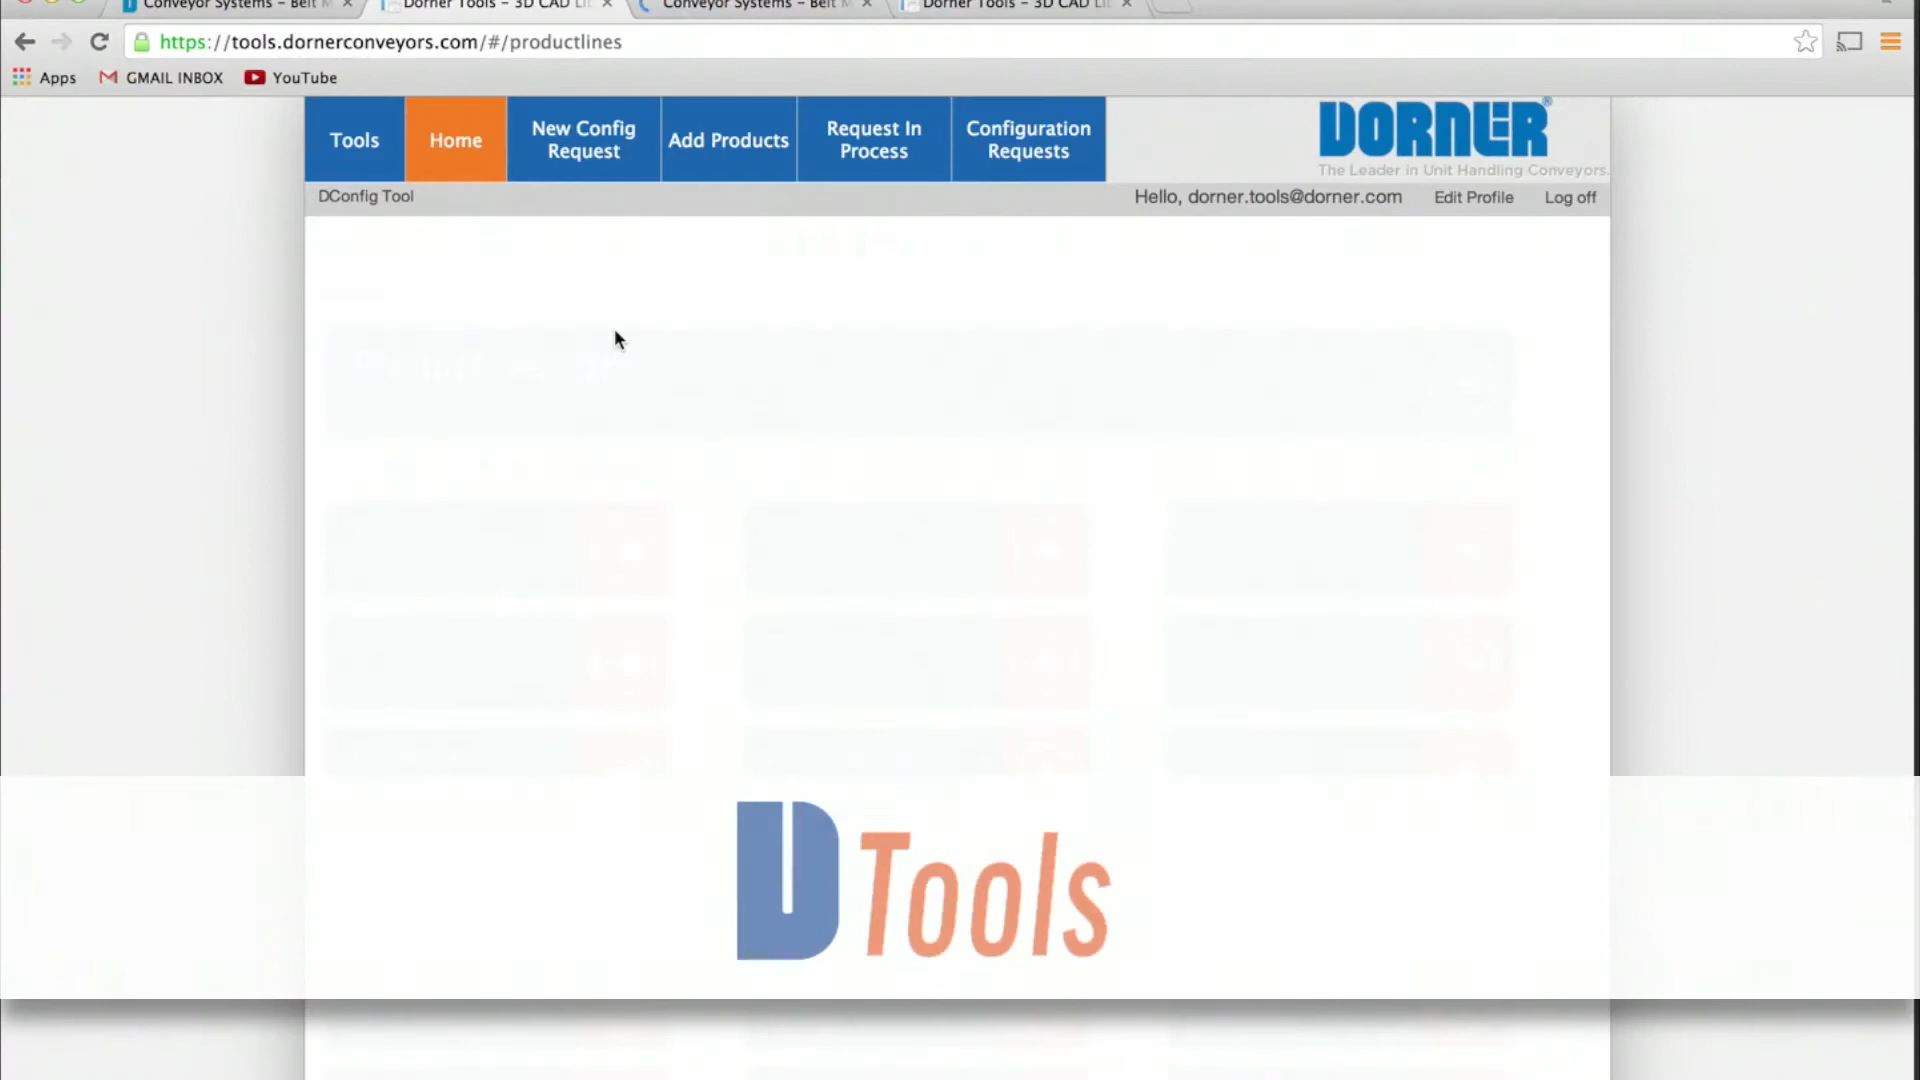 Conveyor Systems – Belt M
Dorner Tools – 3D CAD Li
Conveyor Systems – Belt M
Dorner Tools – 3D CAD Li
https://tools.dornerconveyors.com/#/productlines
Apps
GMAIL INBOX
YouTube
Tools
Home
New Config
Request
Add Products
Request In
Process
Configuration
Requests
DORNER®
The Leader in Unit Handling Conveyors.
DConfig Tool
Hello, dorner.tools@dorner.com
Edit Profile
Log off
D Tools